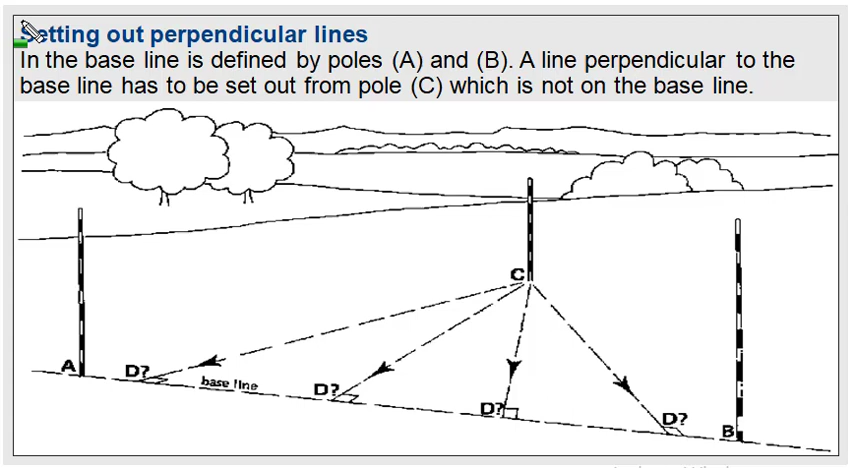 Setting out perpendicular lines
In the base line is defined by poles (A) and (B). A line perpendicular to the
base line has to be set out from pole (C) which is not on the base line.
C
A
D?
base line
D?
D?
D?
B